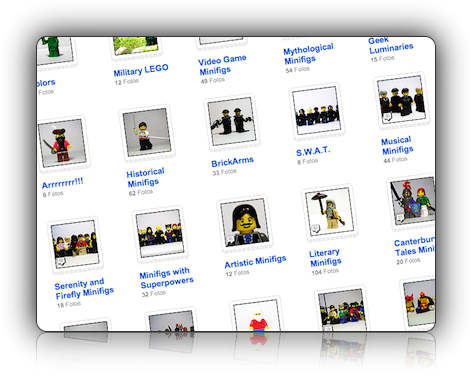 Geek
Luminaries
15 Fotos
Mythological
Minifigs
54 Fotos
Video Game
Minifigs
49 Fotos
Military LEGO
12 Fotos
olors
Fotos
Musical
Minifigs
44 Fotos
S.W.A.T.
8 Fotos
BrickArms
33 Fotos
Historical
Minifigs
62 Fotos
Arrrrrrrr!!!
6 Fotos
Canterbur
Tales Mini
20 Fotos
Literary
Minifigs
104 Fotos
Artistic Minifigs
12 Fotos
Minifigs with
Superpowers
32 Fotos
Serenity and
Firefly Minifigs
18 Fotos